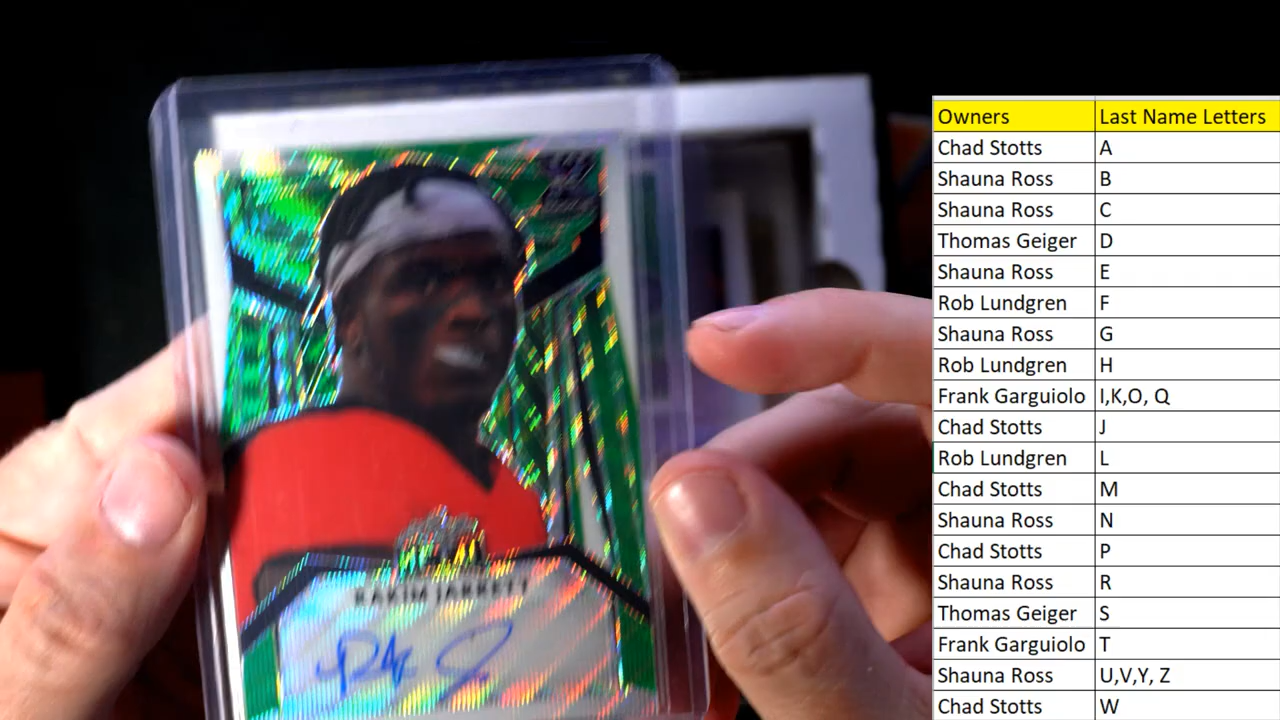 RAKIM JARRETT
Owners Last Name Letters
Chad Stotts A
Shauna Ross B
Shauna Ross C
Thomas Geiger D
Shauna Ross E
Rob Lundgren F
Shauna Ross G
Rob Lundgren H
Frank Garguiolo I,K,O, Q
Chad Stotts J
Rob Lundgren L
Chad Stotts M
Shauna Ross N
Chad Stotts P
Shauna Ross R
Thomas Geiger S
Frank Garguiolo T
Shauna Ross U,V,Y, Z
Chad Stotts W